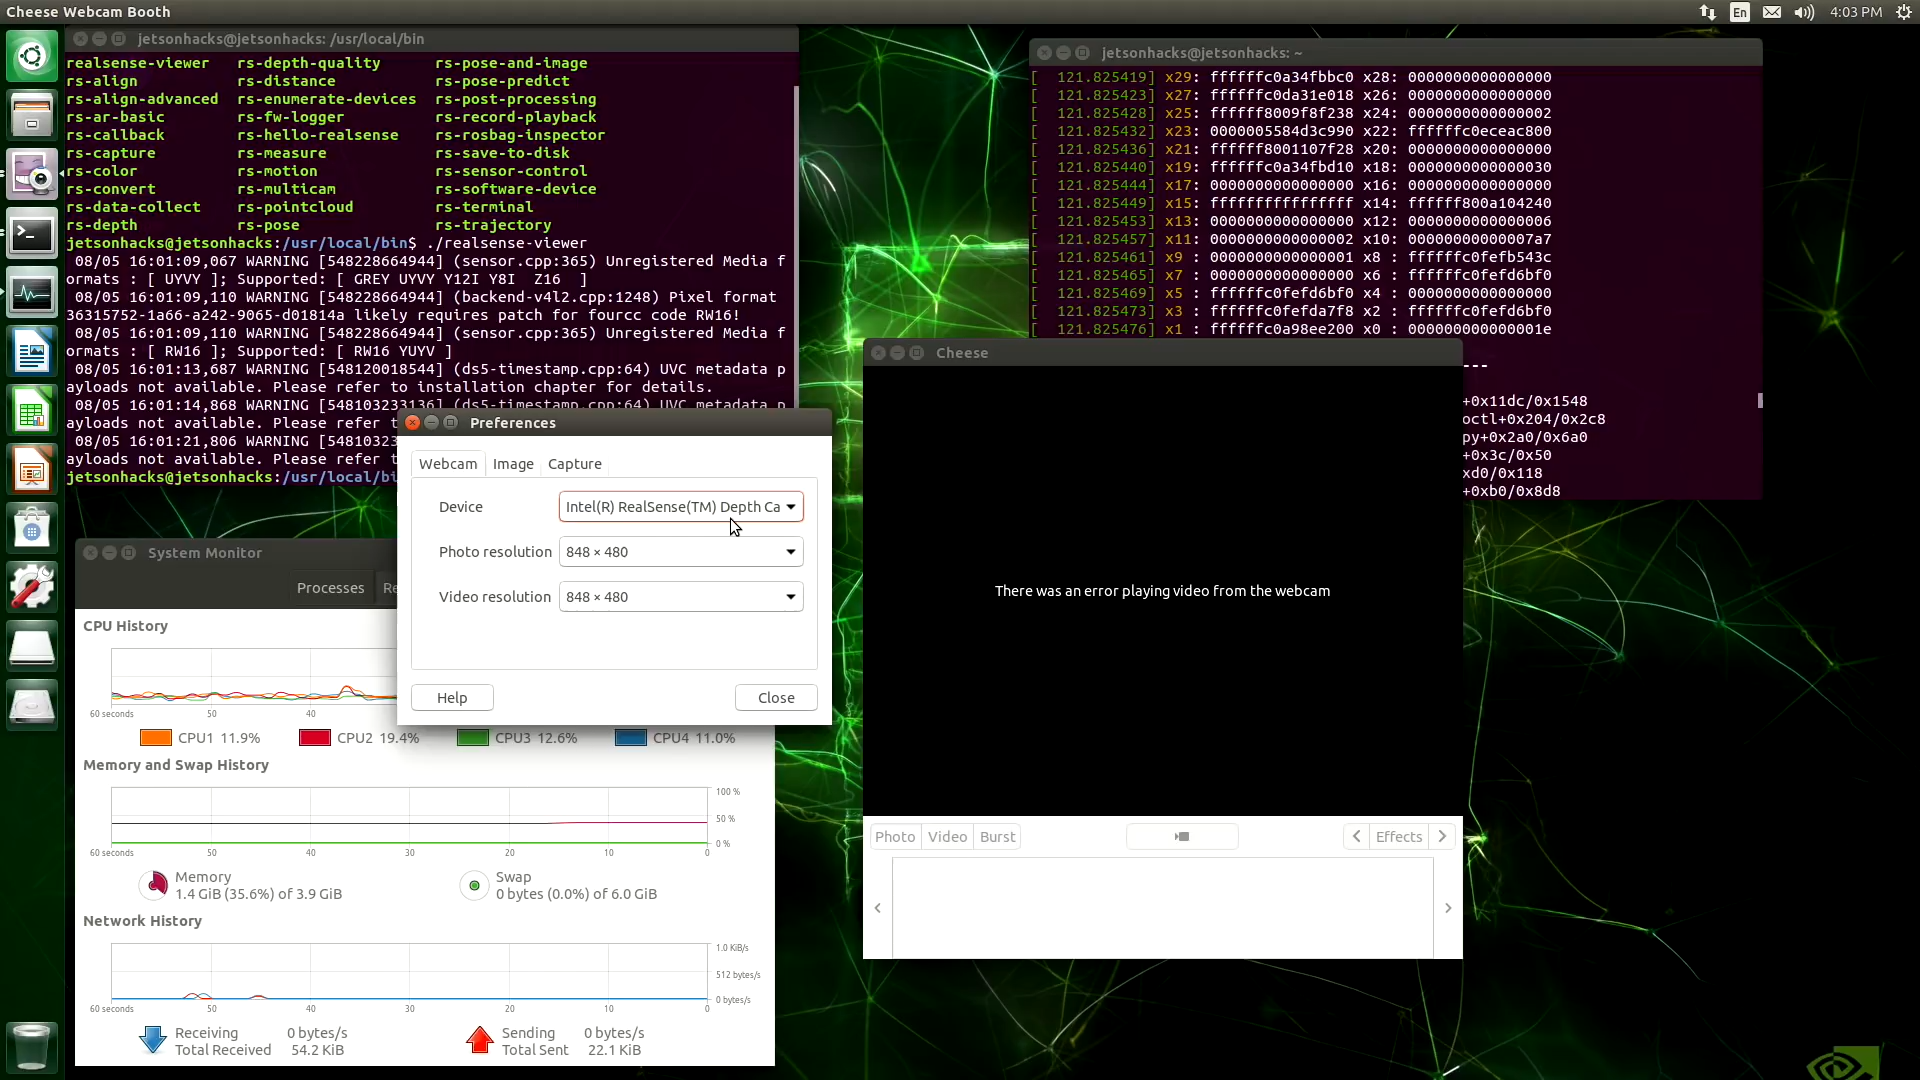 Cheese Webcam Booth
En
4:03 PM
jetsonhacks@jetsonhacks: /usr/local/bin
realsense-viewer rs-depth-quality rs-pose-and-image
rs-align rs-distance rs-pose-predict
rs-align-advanced rs-enumerate-devices rs-post-processing
rs-ar-basic rs-fw-logger rs-record-playback
rs-callback rs-hello-realsense rs-rosbag-inspector
rs-capture rs-measure rs-save-to-disk
rs-color rs-motion rs-sensor-control
rs-convert rs-multicam rs-software-device
rs-data-collect rs-pointcloud rs-terminal
rs-depth rs-pose rs-trajectory
jetsonhacks@jetsonhacks:/usr/local/bin$ ./realsense-viewer
08/05 16:01:09,067 WARNING [548228664944] (sensor.cpp:365) Unregistered Media f
ormats : [ UYVY ]; Supported: [ GREY UYVY Y12I Y8I  Z16  ]
08/05 16:01:09,110 WARNING [548228664944] (backend-v4l2.cpp:1248) Pixel format
36315752-1a66-a242-9065-d01814a likely requires patch for fourcc code RW16!
08/05 16:01:09,110 WARNING [548228664944] (sensor.cpp:365) Unregistered Media f
ormats : [ RW16 ]; Supported: [ RW16 YUYV ]
08/05 16:01:13,687 WARNING [548120018544] (ds5-timestamp.cpp:64) UVC metadata p
ayloads not available. Please refer to installation chapter for details.
08/05 16:01:14,868 WARNING [548103233136] (ds5-timestamp.cpp:64) UVC metadata p
ayloads not available. Please refer t
08/05 16:01:21,806 WARNING [54810323
ayloads not available. Please refer t
jetsonhacks@jetsonhacks:/usr/local/bi
jetsonhacks@jetsonhacks: ~
[ 121.825419] x29: ffffffc0a34fbbc0 x28: 0000000000000000
[ 121.825423] x27: ffffffc0da31e018 x26: 0000000000000000
[ 121.825428] x25: ffffff8009f8f238 x24: 0000000000000002
[ 121.825432] x23: 0000005584d3c990 x22: ffffffc0eceac800
[ 121.825436] x21: ffffff8001107f28 x20: 0000000000000000
[ 121.825440] x19: ffffffc0a34fbd10 x18: 0000000000000030
[ 121.825444] x17: 0000000000000000 x16: 0000000000000000
[ 121.825449] x15: ffffffffffffffff x14: ffffff800a104240
[ 121.825453] x13: 0000000000000000 x12: 0000000000000006
[ 121.825457] x11: 0000000000000002 x10: 00000000000007a7
[ 121.825461] x9 : 0000000000000001 x8 : ffffffc0fefb543c
[ 121.825465] x7 : 0000000000000000 x6 : ffffffc0fefd6bf0
[ 121.825469] x5 : ffffffc0fefd6bf0 x4 : 0000000000000000
[ 121.825473] x3 : ffffffc0fefda7f8 x2 : ffffffc0fefd6bf0
[ 121.825476] x1 : ffffffc0a98ee200 x0 : 000000000000001e
---
+0x11dc/0x1548
octl+0x204/0x2c8
py+0x2a0/0x6a0
+0x3c/0x50
xd0/0x118
+0xb0/0x8d8
Preferences
Webcam Image Capture
Device Intel(R) RealSense(TM) Depth Ca
Photo resolution 848 × 480
Video resolution 848 × 480
Help Close
Cheese
There was an error playing video from the webcam
Photo Video Burst Effects
System Monitor
Processes Re
CPU History
60 seconds 50 40
CPU1 11.9% CPU2 19.4% CPU3 12.6% CPU4 11.0%
Memory and Swap History
100 %
50 %
0 %
60 seconds 50 40 30 20 10 0
Memory Swap
1.4 GiB (35.6%) of 3.9 GiB 0 bytes (0.0%) of 6.0 GiB
Network History
1.0 KiB/s
512 bytes/s
0 bytes/s
60 seconds 50 40 30 20 10 0
Receiving 0 bytes/s Sending 0 bytes/s
Total Received 54.2 KiB Total Sent 22.1 KiB